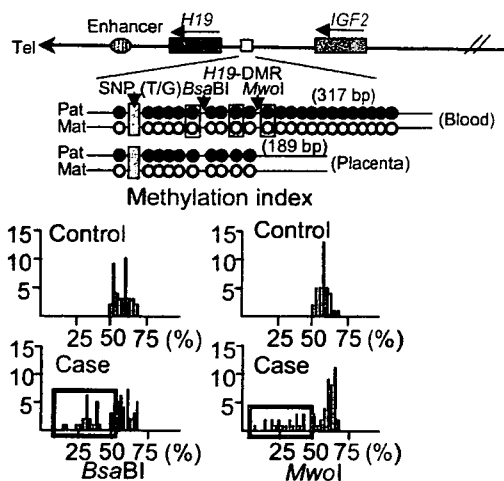 Enhancer H19 IGF2
Tel
H19-DMR
SNP (T/G) BsaBI MwoI
Pat (317 bp)
Mat (Blood)
Pat (189 bp)
Mat (Placenta)
Methylation index
15 Control 15 Control
10 10
5 5
25 50 75 (%) 25 50 75 (%)
15 Case 15 Case
10 10
5 5
25 50 75 (%) 25 50 75 (%)
BsaBI MwoI